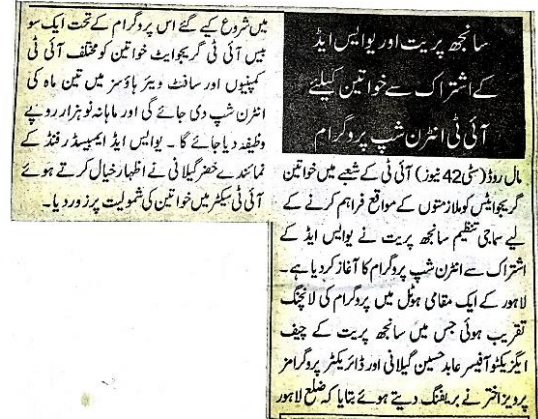 سانجھ پریت اور یو ایس ایڈ
کے اشتراک سے خواتین کیلئے
آئی ٹی انٹرن شپ پروگرام
مال روڈ (سٹی 42 نیوز) آئی ٹی کے شعبے میں خواتین
گریجوایٹس کو ملازمتوں کے مواقع فراہم کرنے کے
لیے سماجی تنظیم سانجھ پریت نے یو ایس ایڈ کے
اشتراک سے انٹرن شپ پروگرام کا آغاز کر دیا ہے۔
لاہور کے ایک مقامی ہوٹل میں پروگرام کی لانچنگ
تقریب ہوئی جس میں سانجھ پریت کے چیف
ایگزیکٹو آفیسر عابد حسین گیلانی اور ڈائریکٹر پروگرامز
پرویز اختر نے بریفنگ دیتے ہوئے بتایا کہ ضلع لاہور
میں شروع کیے گئے اس پروگرام کے تحت ایک سو
بیس آئی ٹی گریجوایٹ خواتین کو مختلف آئی ٹی
کمپنیوں اور سافٹ ویئر ہاؤسز میں تین ماہ کی
انٹرن شپ دی جائے گی اور ماہانہ نو ہزار روپے
وظیفہ دیا جائے گا۔ یو ایس ایڈ ایمبیسڈر فنڈ کے
نمائندے خضر گیلانی نے اظہار خیال کرتے ہوئے
آئی ٹی سیکٹر میں خواتین کی شمولیت پر زور دیا۔